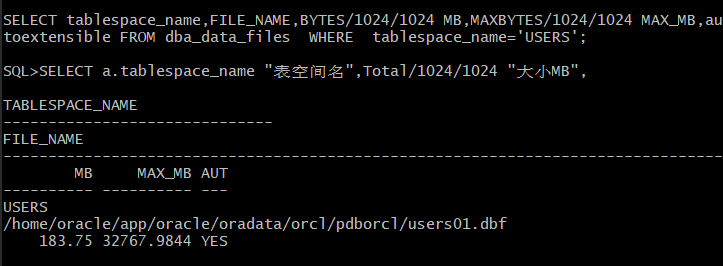 SELECT tablespace_name,FILE_NAME,BYTES/1024/1024 MB,MAXBYTES/1024/1024 MAX_MB,au
toextensible FROM dba_data_files  WHERE  tablespace_name='USERS';
SQL>SELECT a.tablespace_name "表空间名",Total/1024/1024 "大小MB",
TABLESPACE_NAME
------------------------------
FILE_NAME
--------------------------------------------------------------------------------
        MB     MAX_MB AUT
---------- ---------- ---
USERS
/home/oracle/app/oracle/oradata/orcl/pdborcl/users01.dbf
    183.75 32767.9844 YES